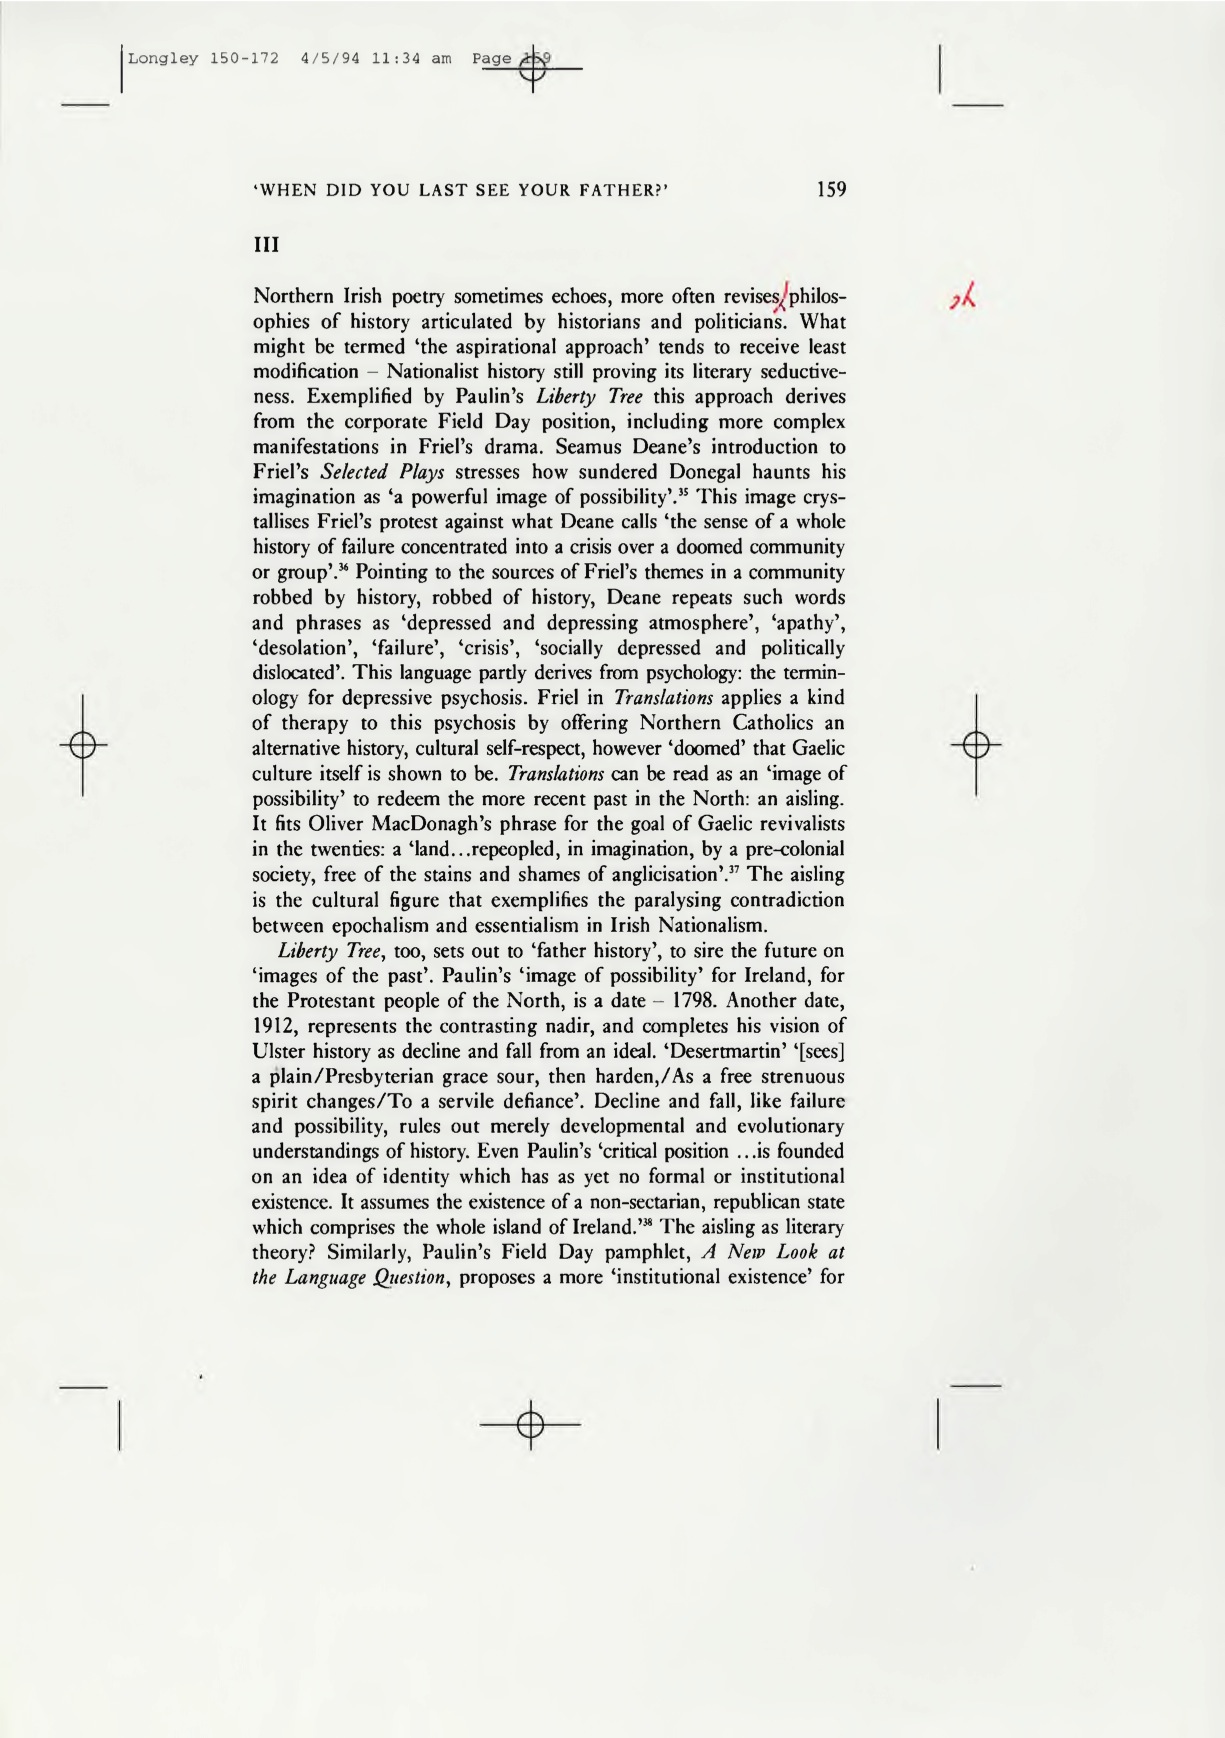 Longley 150-172 4/5/94 11:34 am Page 159
‘WHEN DID YOU LAST SEE YOUR FATHER?’ 159
III
Northern Irish poetry sometimes echoes, more often revises, philos-
ophies of history articulated by historians and politicians. What
might be termed ‘the aspirational approach’ tends to receive least
modification – Nationalist history still proving its literary seductive-
ness. Exemplified by Paulin’s Liberty Tree this approach derives
from the corporate Field Day position, including more complex
manifestations in Friel’s drama. Seamus Deane’s introduction to
Friel’s Selected Plays stresses how sundered Donegal haunts his
imagination as ‘a powerful image of possibility’.³⁵ This image crys-
tallises Friel’s protest against what Deane calls ‘the sense of a whole
history of failure concentrated into a crisis over a doomed community
or group’.³⁶ Pointing to the sources of Friel’s themes in a community
robbed by history, robbed of history, Deane repeats such words
and phrases as ‘depressed and depressing atmosphere’, ‘apathy’,
‘desolation’, ‘failure’, ‘crisis’, ‘socially depressed and politically
dislocated’. This language partly derives from psychology: the termin-
ology for depressive psychosis. Friel in Translations applies a kind
of therapy to this psychosis by offering Northern Catholics an
alternative history, cultural self-respect, however ‘doomed’ that Gaelic
culture itself is shown to be. Translations can be read as an ‘image of
possibility’ to redeem the more recent past in the North: an aisling.
It fits Oliver MacDonagh’s phrase for the goal of Gaelic revivalists
in the twenties: a ‘land...repeopled, in imagination, by a pre-colonial
society, free of the stains and shames of anglicisation’.³⁷ The aisling
is the cultural figure that exemplifies the paralysing contradiction
between epochalism and essentialism in Irish Nationalism.
Liberty Tree, too, sets out to ‘father history’, to sire the future on
‘images of the past’. Paulin’s ‘image of possibility’ for Ireland, for
the Protestant people of the North, is a date – 1798. Another date,
1912, represents the contrasting nadir, and completes his vision of
Ulster history as decline and fall from an ideal. ‘Desertmartin’ ‘[sees]
a plain/Presbyterian grace sour, then harden,/As a free strenuous
spirit changes/To a servile defiance’. Decline and fall, like failure
and possibility, rules out merely developmental and evolutionary
understandings of history. Even Paulin’s ‘critical position ...is founded
on an idea of identity which has as yet no formal or institutional
existence. It assumes the existence of a non-sectarian, republican state
which comprises the whole island of Ireland.’³⁸ The aisling as literary
theory? Similarly, Paulin’s Field Day pamphlet, A New Look at
the Language Question, proposes a more ‘institutional existence’ for